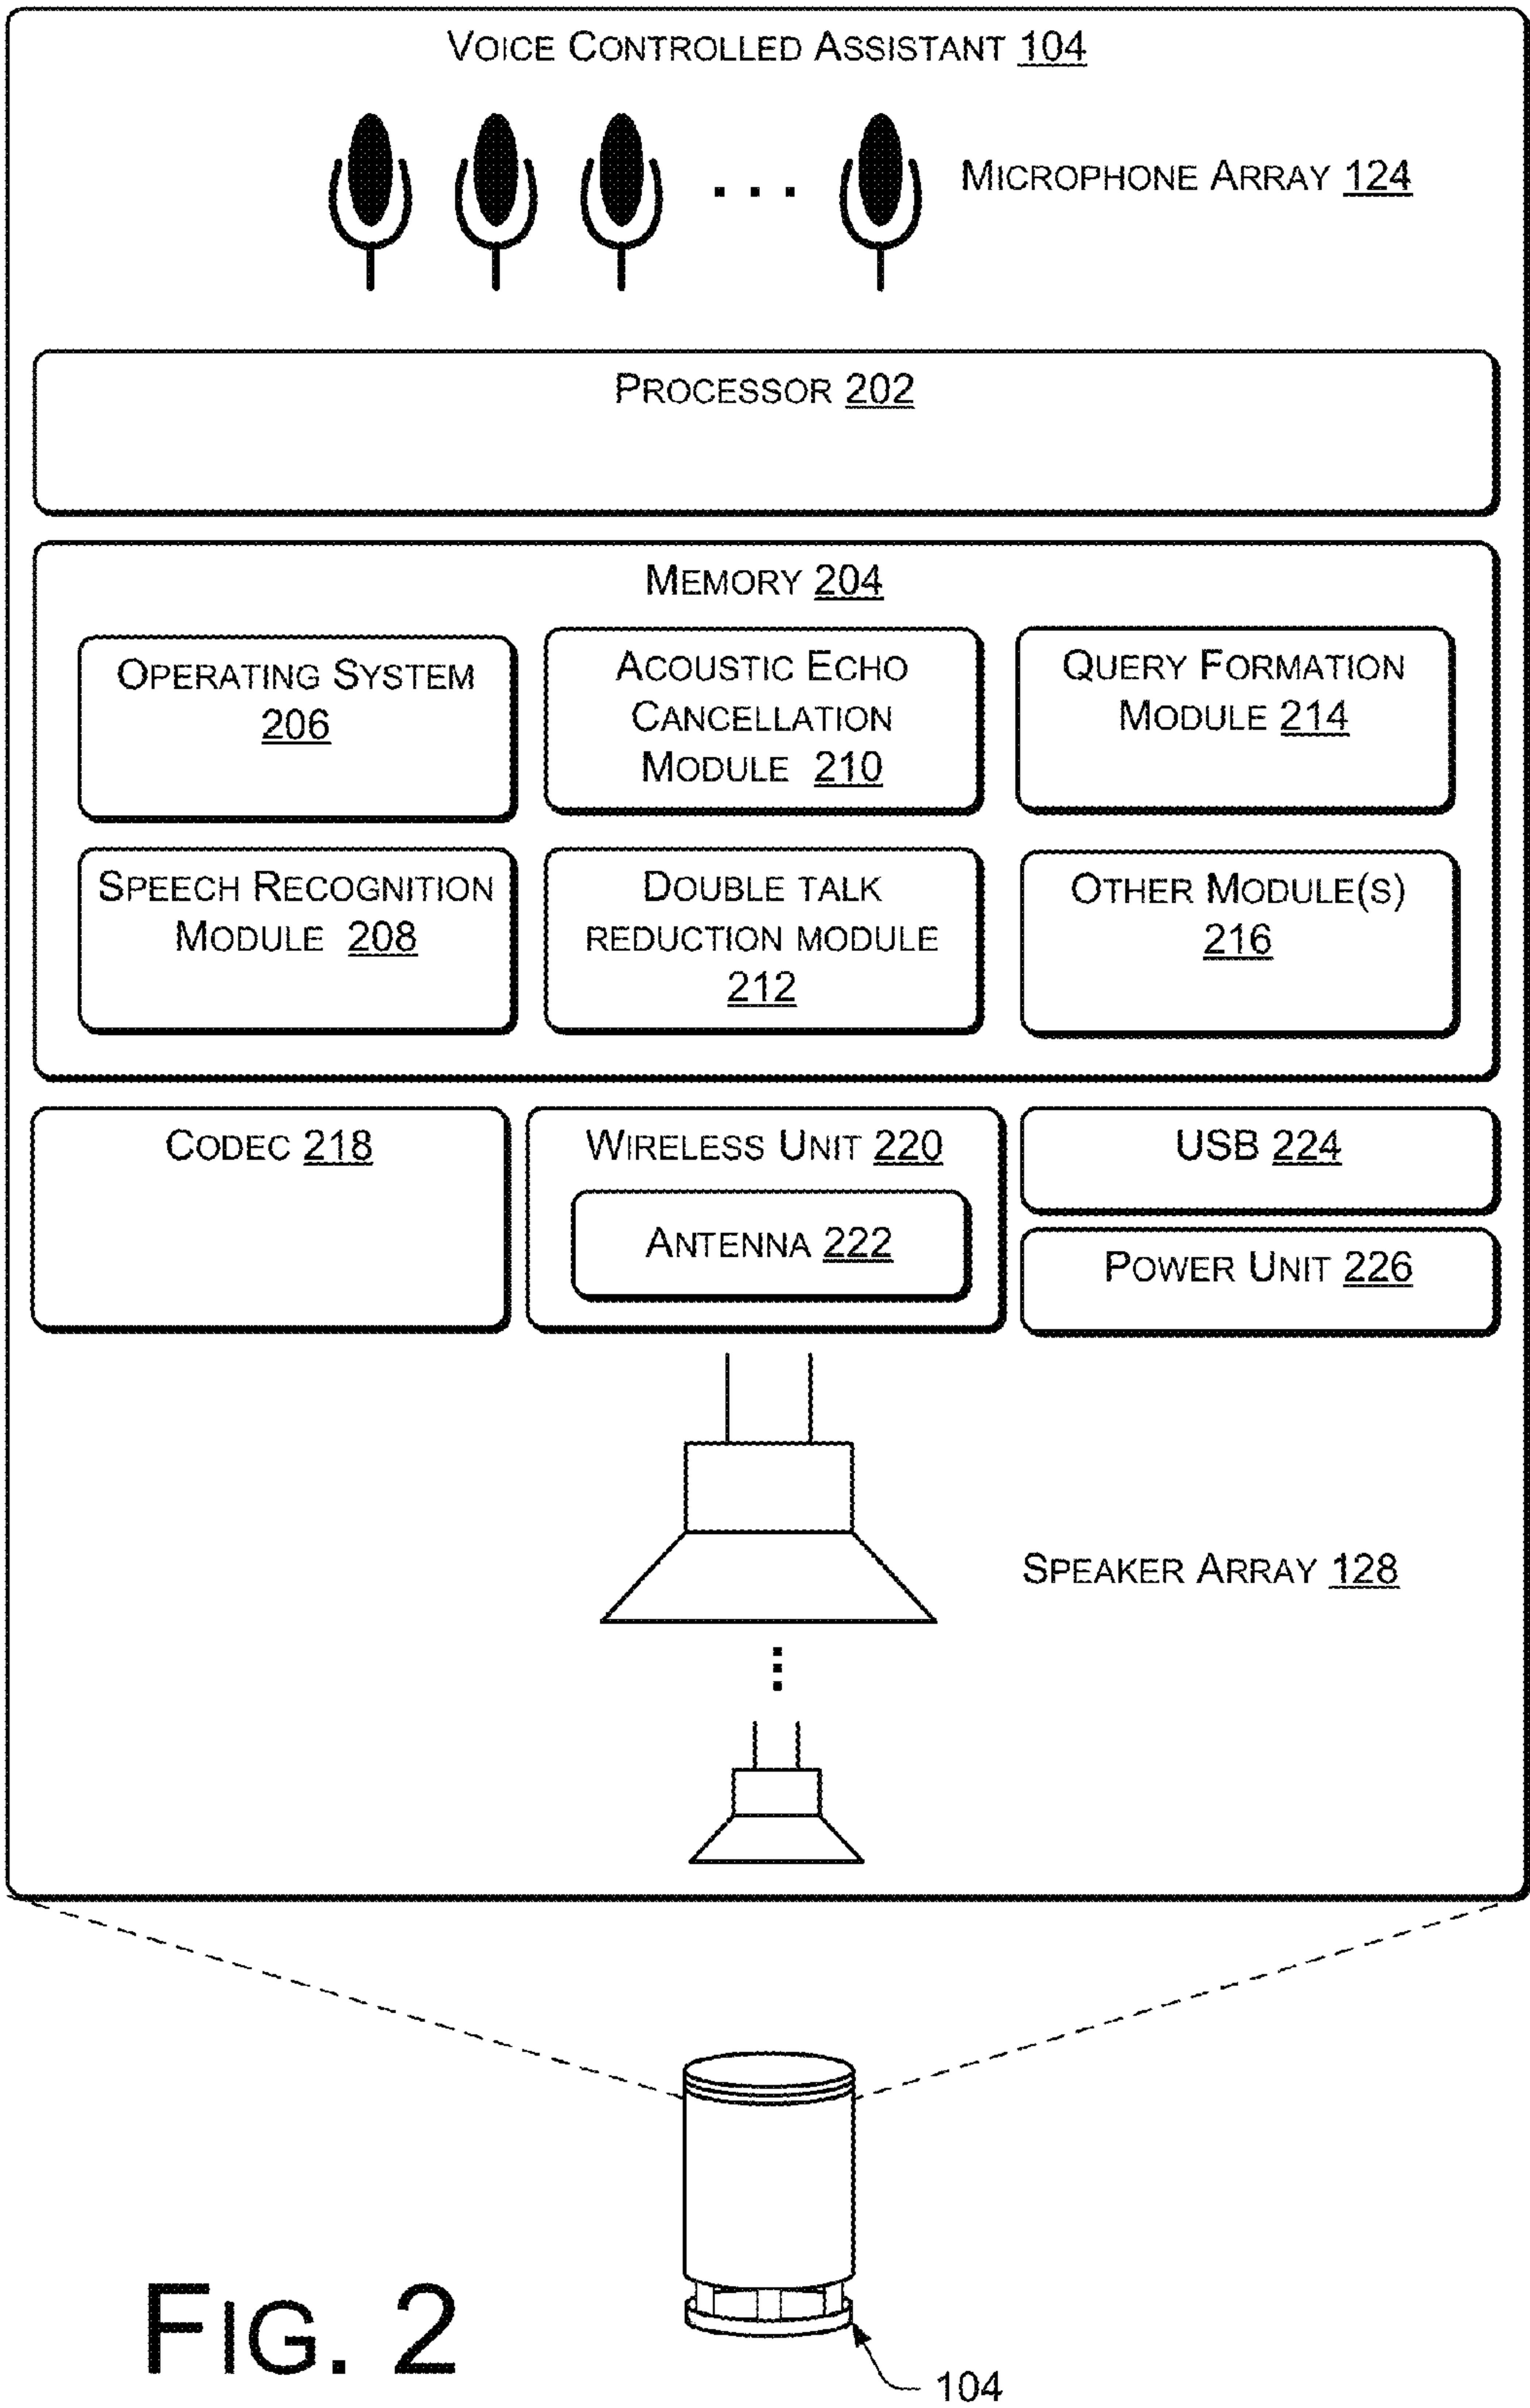 VOICE CONTROLLED ASSISTANT 104
MICROPHONE ARRAY 124
PROCESSOR 202
MEMORY 204
OPERATING SYSTEM
206
ACOUSTIC ECHO
CANCELLATION
MODULE 210
QUERY FORMATION
MODULE 214
SPEECH RECOGNITION
MODULE 208
DOUBLE TALK
REDUCTION MODULE
212
OTHER MODULE(S)
216
CODEC 218
WIRELESS UNIT 220
ANTENNA 222
USB 224
POWER UNIT 226
SPEAKER ARRAY 128
104
FIG. 2